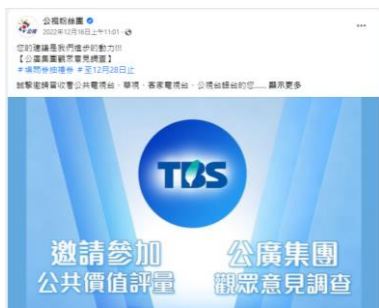 公視粉絲團
2022年12月16日上午11:01
您的建議是我們進步的動力!!!
【公廣集團觀眾意見調查】
#填問卷抽禮券 #至12月28日止
誠摯邀請曾收看公共電視台、華視、客家電視台、公視台語台的您...... 顯示更多
TBS
邀請參加 公廣集團
公共價值評量 觀眾意見調查